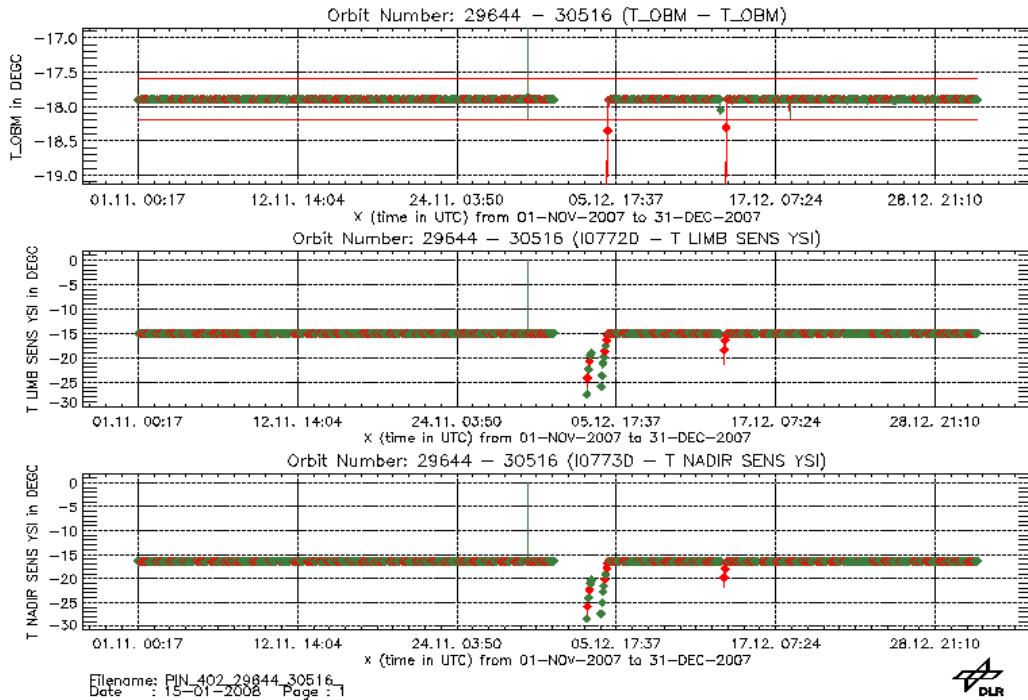 Orbit Number: 29644 – 30516 (T_OBM – T_OBM)
T_OBM in DEGC
-17.0
-17.5
-18.0
-18.5
-19.0
01.11. 00:17 12.11. 14:04 24.11. 03:50 05.12. 17:37 17.12. 07:24 28.12. 21:10
x (time in UTC) from 01-NOV-2007 to 31-DEC-2007
Orbit Number: 29644 – 30516 (I0772D – T LIMB SENS YSI)
T LIMB SENS YSI in DEGC
0
-5
-10
-15
-20
-25
-30
01.11. 00:17 12.11. 14:04 24.11. 03:50 05.12. 17:37 17.12. 07:24 28.12. 21:10
x (time in UTC) from 01-NOV-2007 to 31-DEC-2007
Orbit Number: 29644 – 30516 (I0773D – T NADIR SENS YSI)
T NADIR SENS YSI in DEGC
0
-5
-10
-15
-20
-25
-30
01.11. 00:17 12.11. 14:04 24.11. 03:50 05.12. 17:37 17.12. 07:24 28.12. 21:10
x (time in UTC) from 01-NOV-2007 to 31-DEC-2007
Filename: PIN_402_29644_30516_
Date : 15-01-2008 Page : 1
DLR